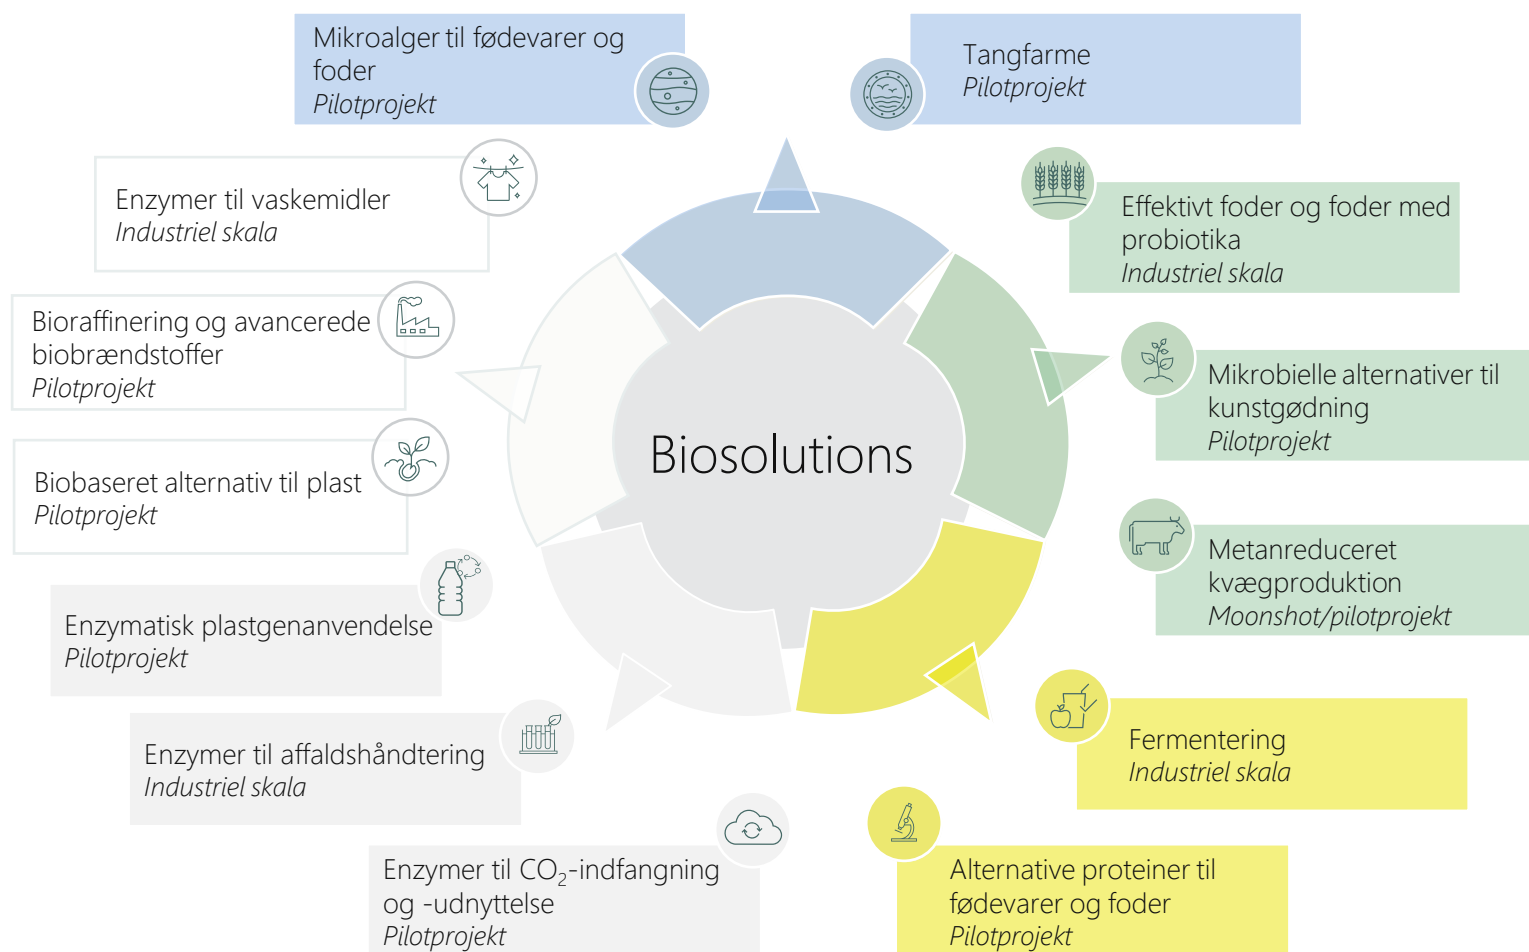 Mikroalger til fødevarer og
foder
Pilotprojekt
Tangfarme
Pilotprojekt
Enzymer til vaskemidler
Industriel skala
Effektivt foder og foder med
probiotika
Industriel skala
Bioraffinering og avancerede
biobrændstoffer
Pilotprojekt
Mikrobielle alternativer til
kunstgødning
Pilotprojekt
Biosolutions
Biobaseret alternativ til plast
Pilotprojekt
Metanreduceret
kvægproduktion
Moonshot/pilotprojekt
Enzymatisk plastgenanvendelse
Pilotprojekt
Fermentering
Industriel skala
Enzymer til affaldshåndtering
Industriel skala
Enzymer til CO₂-indfangning
og -udnyttelse
Pilotprojekt
Alternative proteiner til
fødevarer og foder
Pilotprojekt